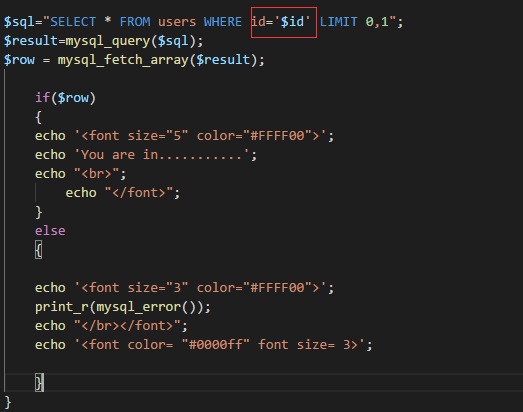 $sql="SELECT * FROM users WHERE id='$id' LIMIT 0,1";
$result=mysql_query($sql);
$row = mysql_fetch_array($result);
if($row)
{
echo '<font size="5" color="#FFFF00">';
echo 'You are in...........';
echo "<br>";
echo "</font>";
}
else
{
echo '<font size="3" color="#FFFF00">';
print_r(mysql_error());
echo "</br></font>";
echo '<font color= "#0000ff" font size= 3>';
}
}